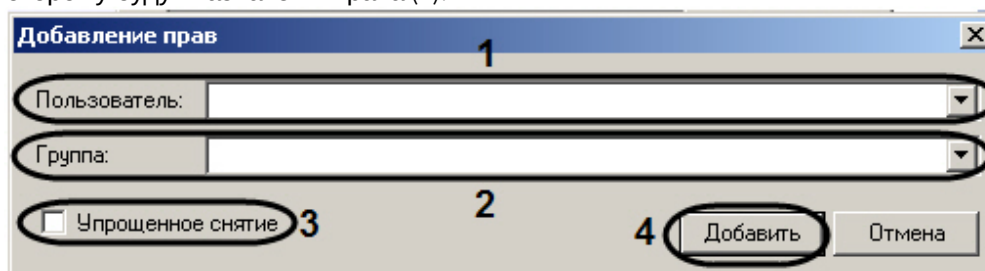 Добавление прав
1
Пользователь:
Группа:
2
Упрощенное снятие 3
4 Добавить Отмена